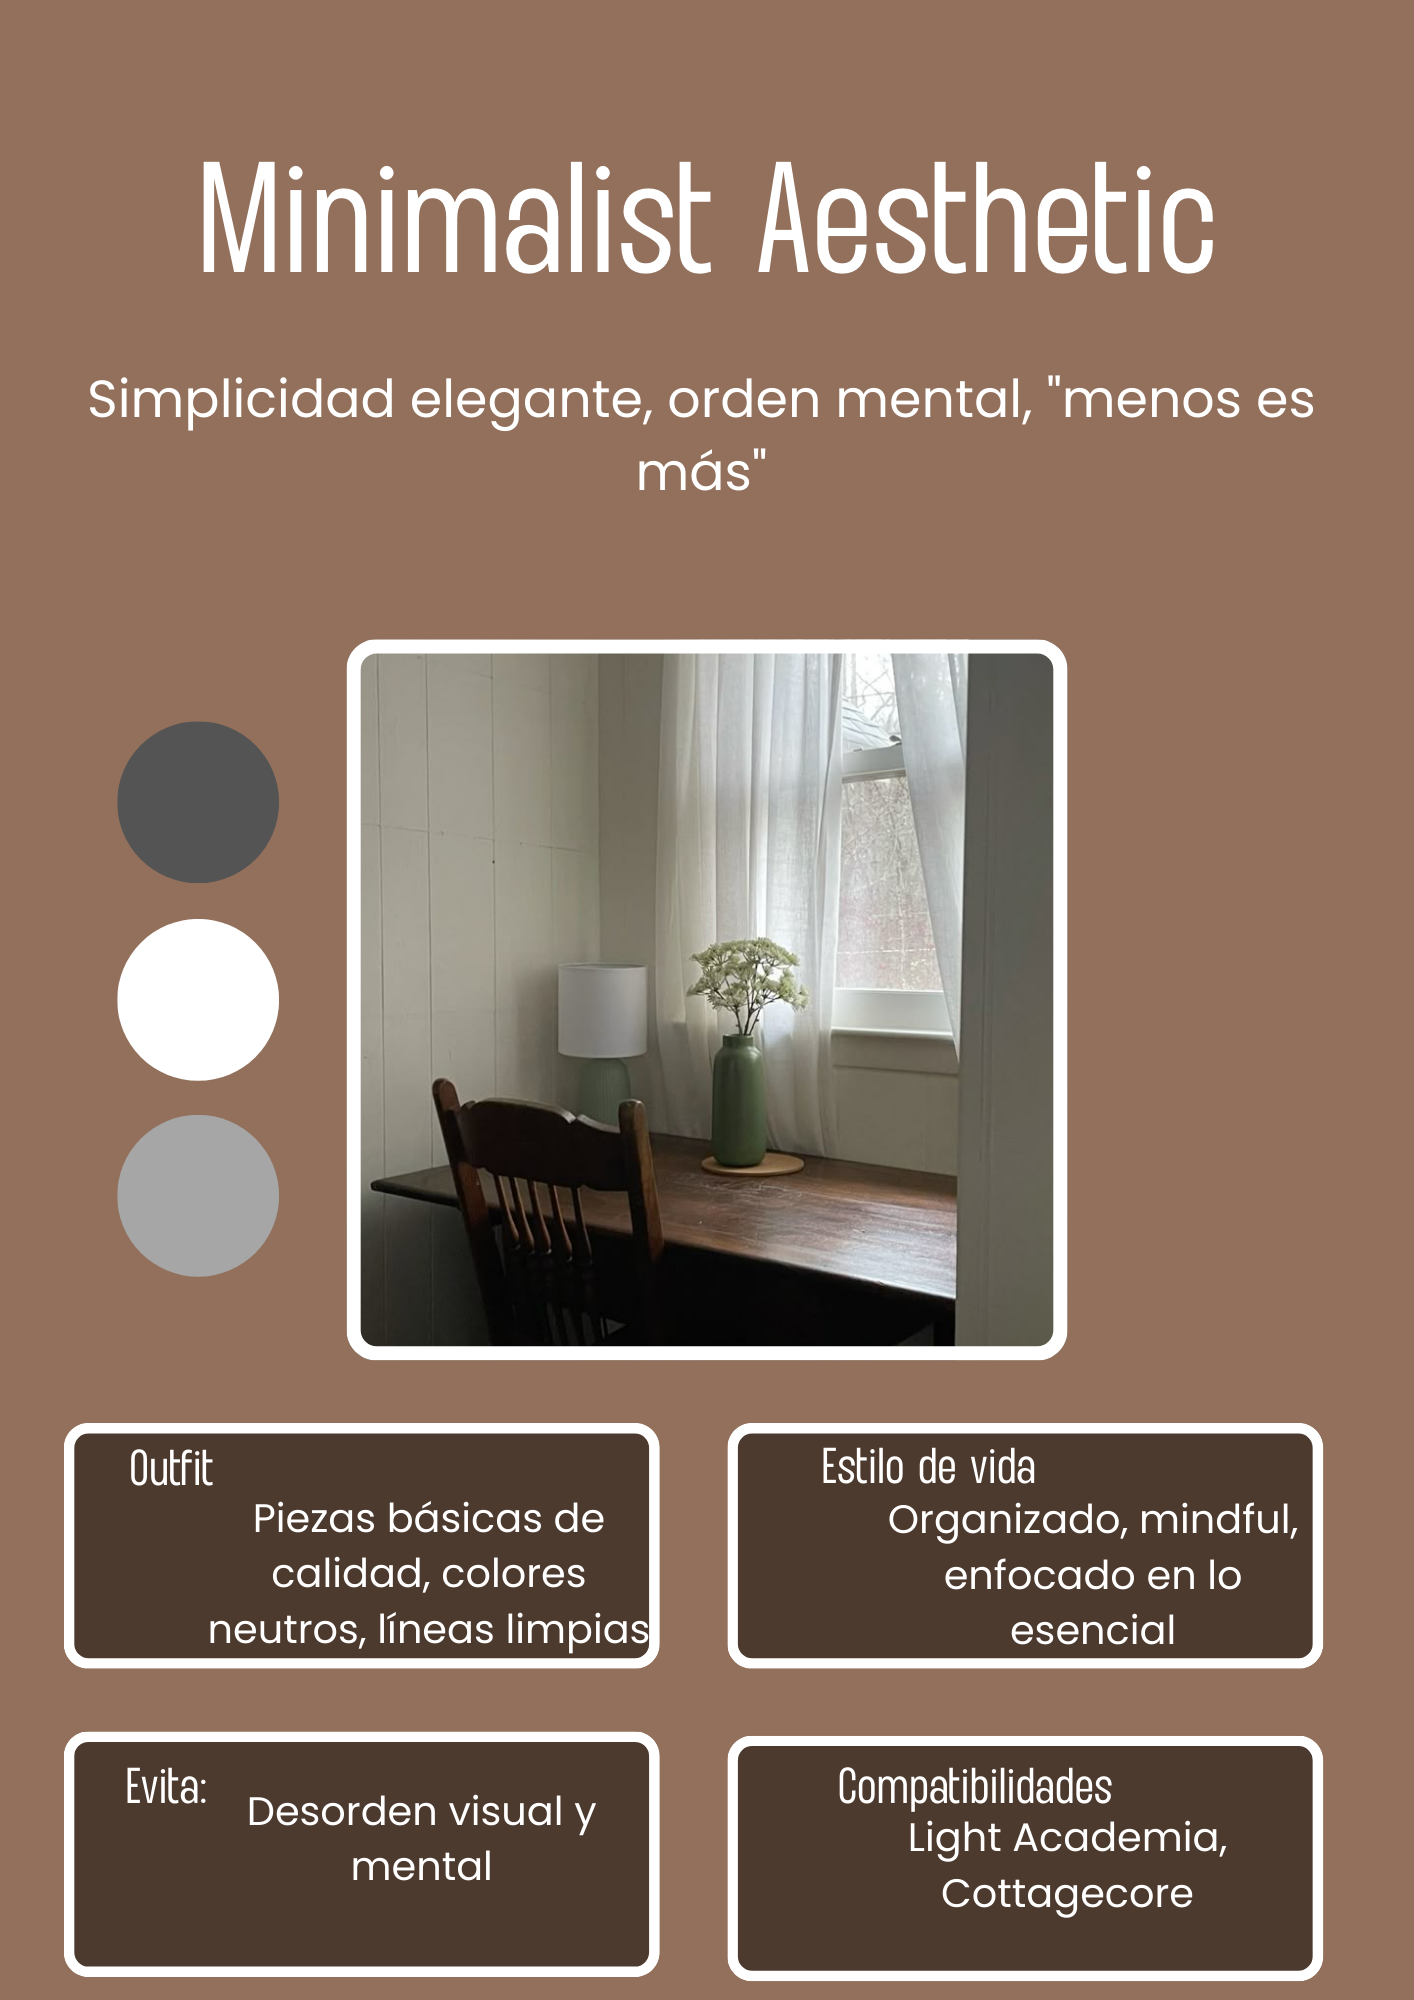 Minimalist Aesthetic
Simplicidad elegante, orden mental, "menos es
más"
Outfit
Piezas básicas de
calidad, colores
neutros, líneas limpias
Estilo de vida
Organizado, mindful,
enfocado en lo
esencial
Evita:
Desorden visual y
mental
Compatibilidades
Light Academia,
Cottagecore